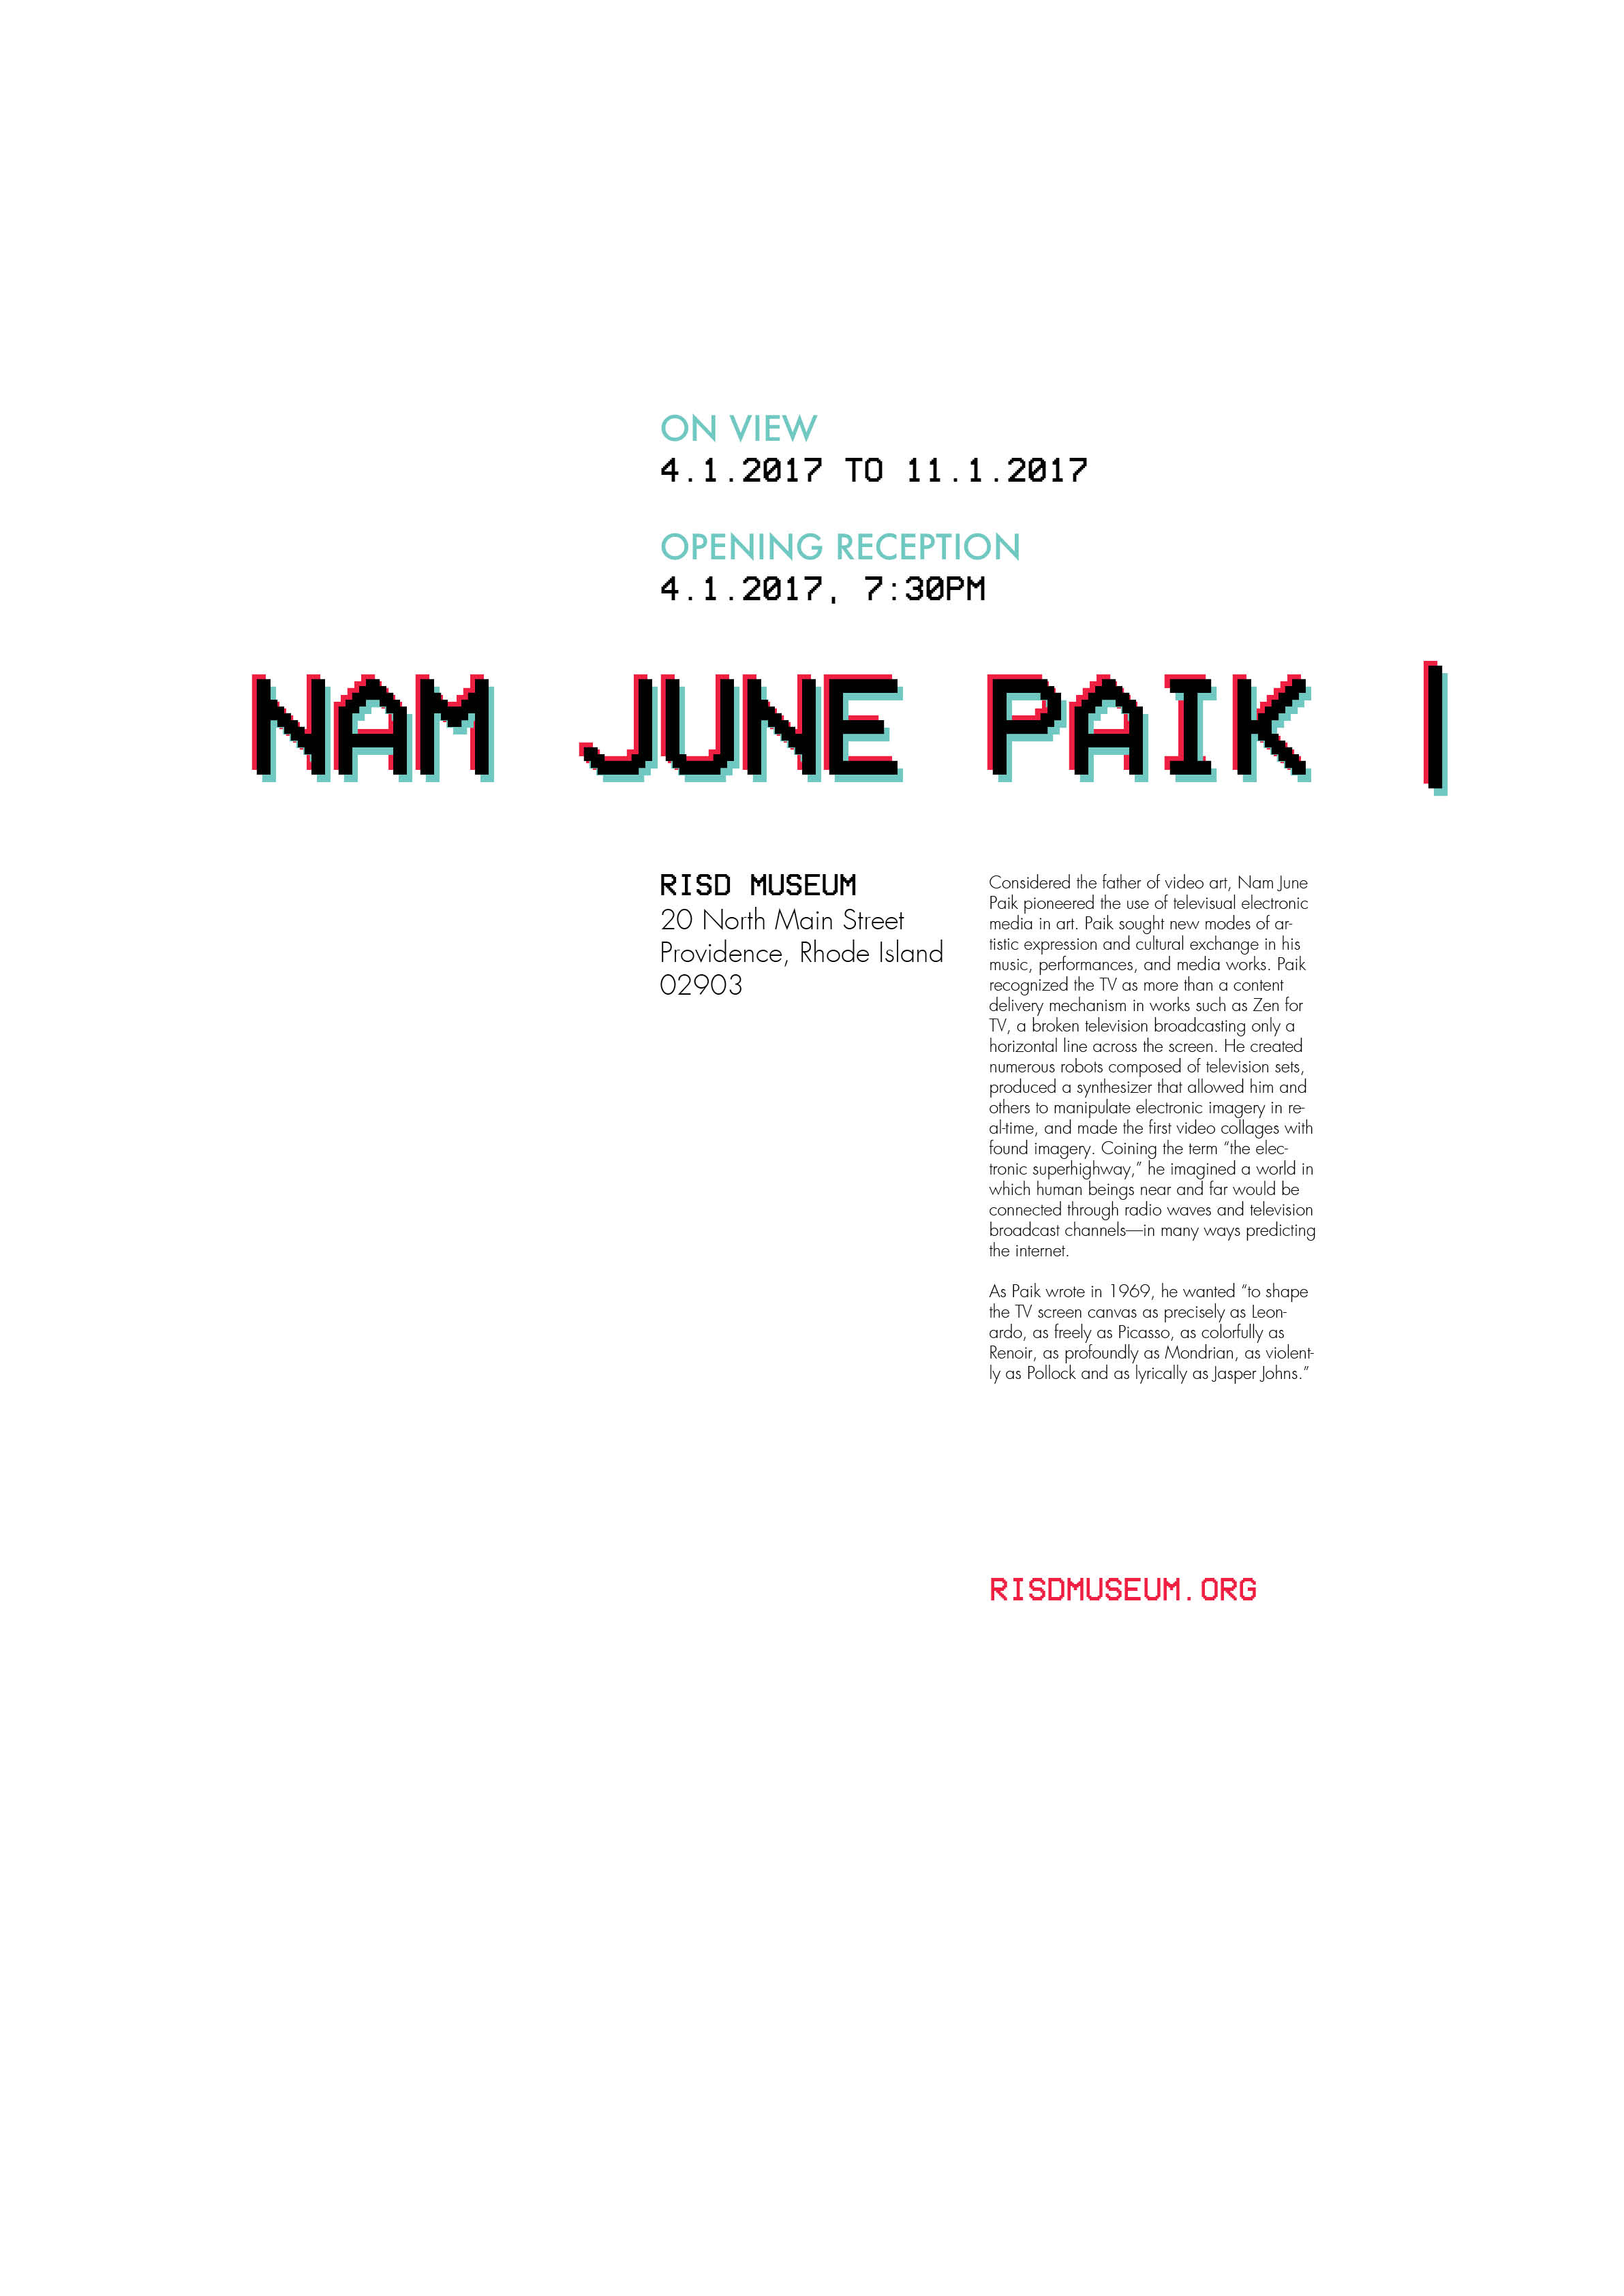 ON VIEW
4.1.2017 TO 11.1.2017
OPENING RECEPTION
4.1.2017, 7:30PM
NAM JUNE PAIK |
RISD MUSEUM
20 North Main Street
Providence, Rhode Island
02903
Considered the father of video art, Nam June
Paik pioneered the use of televisual electronic
media in art. Paik sought new modes of ar-
tistic expression and cultural exchange in his
music, performances, and media works. Paik
recognized the TV as more than a content
delivery mechanism in works such as Zen for
TV, a broken television broadcasting only a
horizontal line across the screen. He created
numerous robots composed of television sets,
produced a synthesizer that allowed him and
others to manipulate electronic imagery in re-
al-time, and made the first video collages with
found imagery. Coining the term “the elec-
tronic superhighway,” he imagined a world in
which human beings near and far would be
connected through radio waves and television
broadcast channels—in many ways predicting
the internet.
As Paik wrote in 1969, he wanted “to shape
the TV screen canvas as precisely as Leon-
ardo, as freely as Picasso, as colorfully as
Renoir, as profoundly as Mondrian, as violent-
ly as Pollock and as lyrically as Jasper Johns.”
RISDMUSEUM.ORG